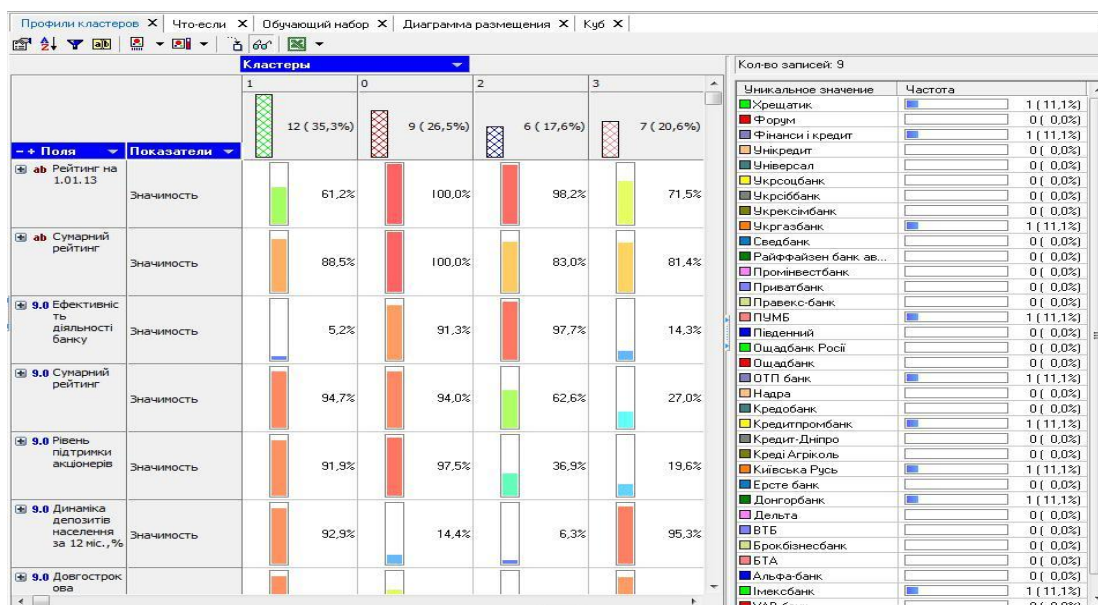 Профили кластеров X Что-если X Обучающий набор X Диаграмма размещения X Куб X
Кластеры
1 0 2 3
12 (35,3%) 9 (26,5%) 6 (17,6%) 7 (20,6%)
− + Поля Показатели
ab Рейтинг на
1.01.13
Значимость 61,2% 100,0% 98,2% 71,5%
ab Сумарний
рейтинг
Значимость 88,5% 100,0% 83,0% 81,4%
9.0 Ефективніс
ть
діяльності
банку
Значимость 5,2% 91,3% 97,7% 14,3%
9.0 Сумарний
рейтинг
Значимость 94,7% 94,0% 62,6% 27,0%
9.0 Рівень
підтримки
акціонерів
Значимость 91,9% 97,5% 36,9% 19,6%
9.0 Динаміка
депозитів
населення
за 12 міс.,%
Значимость 92,9% 14,4% 6,3% 95,3%
9.0 Довгострок
ова
Кол-во записей: 9
Уникальное значение Частота
Хрещатик 1 (11,1%)
Форум 0 ( 0,0%)
Фінанси і кредит 1 (11,1%)
Унікредит 0 ( 0,0%)
Універсал 0 ( 0,0%)
Укрсоцбанк 0 ( 0,0%)
Укрсіббанк 0 ( 0,0%)
Укрексімбанк 0 ( 0,0%)
Укргазбанк 1 (11,1%)
Сведбанк 0 ( 0,0%)
Райффайзен банк ав... 0 ( 0,0%)
Промінвестбанк 0 ( 0,0%)
Приватбанк 0 ( 0,0%)
Правекс-банк 0 ( 0,0%)
ПУМБ 1 (11,1%)
Південний 0 ( 0,0%)
Ощадбанк Росії 0 ( 0,0%)
Ощадбанк 0 ( 0,0%)
ОТП банк 1 (11,1%)
Надра 0 ( 0,0%)
Кредобанк 0 ( 0,0%)
Кредитпромбанк 1 (11,1%)
Кредит-Дніпро 0 ( 0,0%)
Креді Агріколь 0 ( 0,0%)
Київська Русь 1 (11,1%)
Ерсте банк 0 ( 0,0%)
Донгорбанк 1 (11,1%)
Дельта 0 ( 0,0%)
ВТБ 0 ( 0,0%)
Брокбізнесбанк 0 ( 0,0%)
БТА 0 ( 0,0%)
Альфа-банк 0 ( 0,0%)
Імексбанк 1 (11,1%)